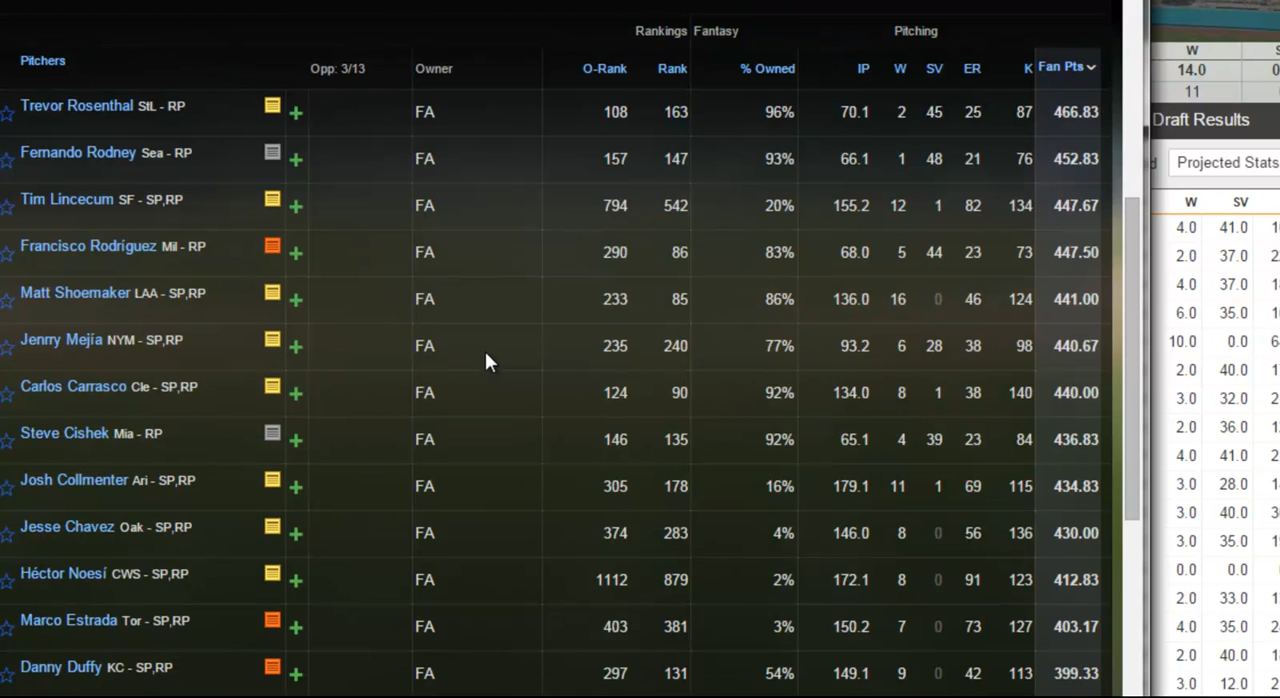 Rankings Fantasy Pitching
Pitchers Opp: 3/13 Owner O-Rank Rank % Owned IP W SV ER K Fan Pts
Trevor Rosenthal StL - RP FA 108 163 96% 70.1 2 45 25 87 466.83
Fernando Rodney Sea - RP FA 157 147 93% 66.1 1 48 21 76 452.83
Tim Lincecum SF - SP,RP FA 794 542 20% 155.2 12 1 82 134 447.67
Francisco Rodríguez Mil - RP FA 290 86 83% 68.0 5 44 23 73 447.50
Matt Shoemaker LAA - SP,RP FA 233 85 86% 136.0 16 0 46 124 441.00
Jenrry Mejía NYM - SP,RP FA 235 240 77% 93.2 6 28 38 98 440.67
Carlos Carrasco Cle - SP,RP FA 124 90 92% 134.0 8 1 38 140 440.00
Steve Cishek Mia - RP FA 146 135 92% 65.1 4 39 23 84 436.83
Josh Collmenter Ari - SP,RP FA 305 178 16% 179.1 11 1 69 115 434.83
Jesse Chavez Oak - SP,RP FA 374 283 4% 146.0 8 0 56 136 430.00
Héctor Noesí CWS - SP,RP FA 1112 879 2% 172.1 8 0 91 123 412.83
Marco Estrada Tor - SP,RP FA 403 381 3% 150.2 7 0 73 127 403.17
Danny Duffy KC - SP,RP FA 297 131 54% 149.1 9 0 42 113 399.33
W
14.0
11
Draft Results
Projected Stats
W SV
4.0 41.0
2.0 37.0
4.0 37.0
6.0 35.0
10.0 0.0
2.0 40.0
3.0 32.0
2.0 36.0
4.0 41.0
3.0 28.0
3.0 40.0
3.0 35.0
0.0 0.0
2.0 33.0
4.0 35.0
2.0 40.0
3.0 12.0